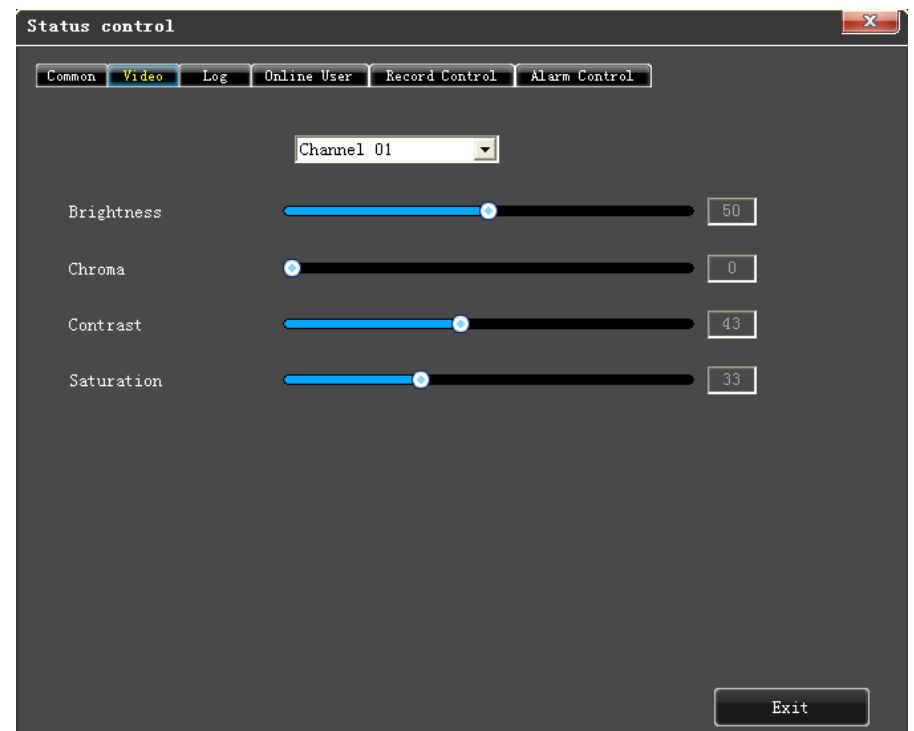 Status control
Common Video Log Online User Record Control Alarm Control
Channel 01
Brightness 50
Chroma 0
Contrast 43
Saturation 33
Exit